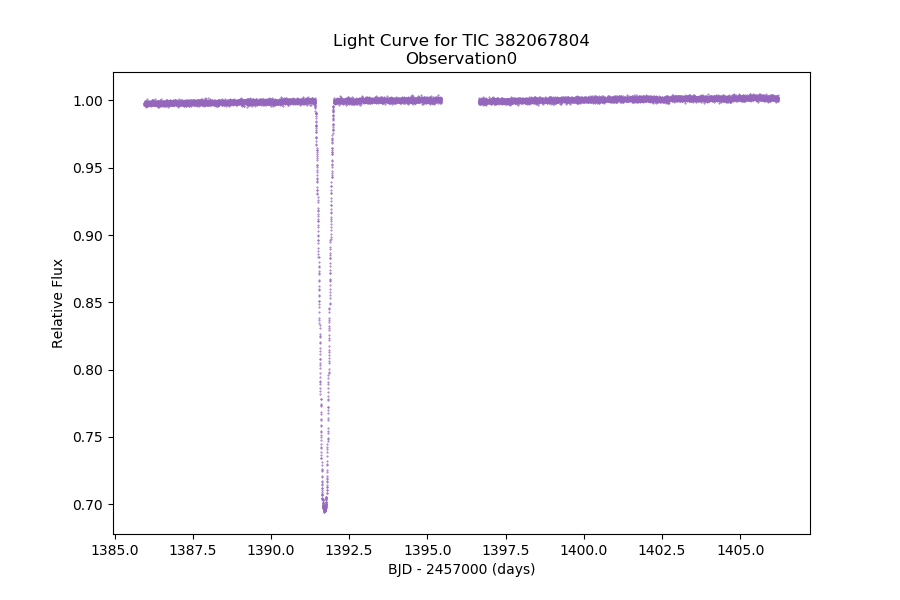 Light Curve for TIC 382067804
Observation0
1.00
0.95
0.90
0.85
0.80
0.75
0.70
Relative Flux
1385.0 1387.5 1390.0 1392.5 1395.0 1397.5 1400.0 1402.5 1405.0
BJD - 2457000 (days)